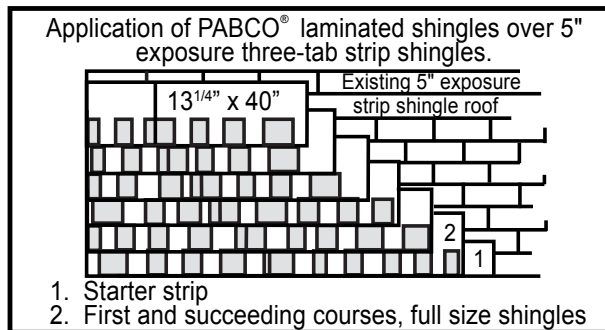 Application of PABCO® laminated shingles over 5"
exposure three-tab strip shingles.
Existing 5" exposure
strip shingle roof
13 1/4” x 40”
2
1
1. Starter strip
2. First and succeeding courses, full size shingles